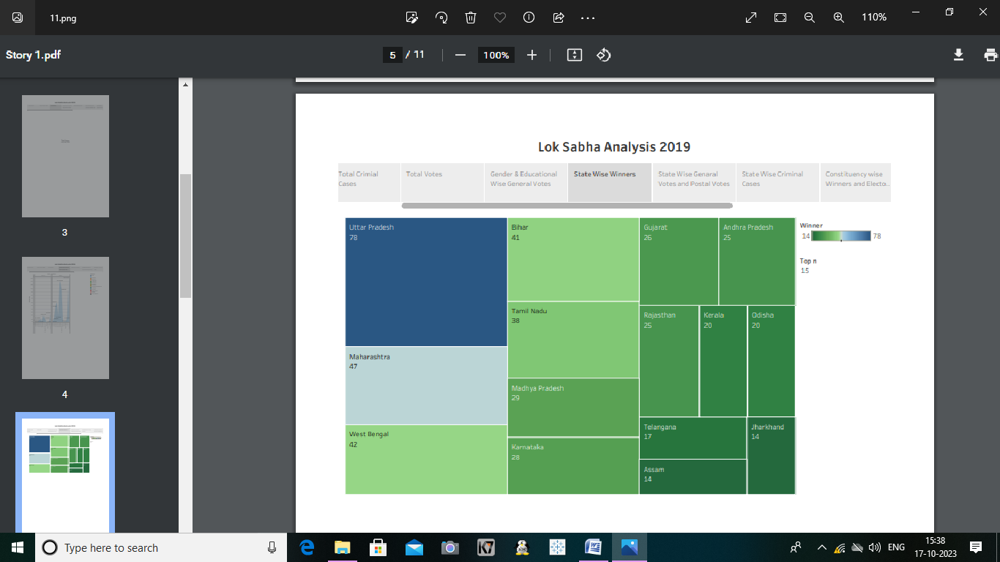 11.png
110%
Story 1.pdf
5 / 11
100%
3
4
Lok Sabha Analysis 2019
Total Crimial
Cases
Total Votes
Gender & Educational
Wise General Votes
State Wise Winners
State Wise Genaral
Votes and Postal Votes
State Wise Criminal
Cases
Constituency wise
Winners and Electo..
Uttar Pradesh
78
Maharashtra
47
West Bengal
42
Bihar
41
Tamil Nadu
38
Madhya Pradesh
29
Karnataka
28
Gujarat
26
Andhra Pradesh
25
Rajastham
25
Kerala
20
Odisha
20
Telangana
17
Assam
14
Jharkhand
14
Winner
14 78
Top n
15
Type here to search
ENG
15:38
17-10-2023